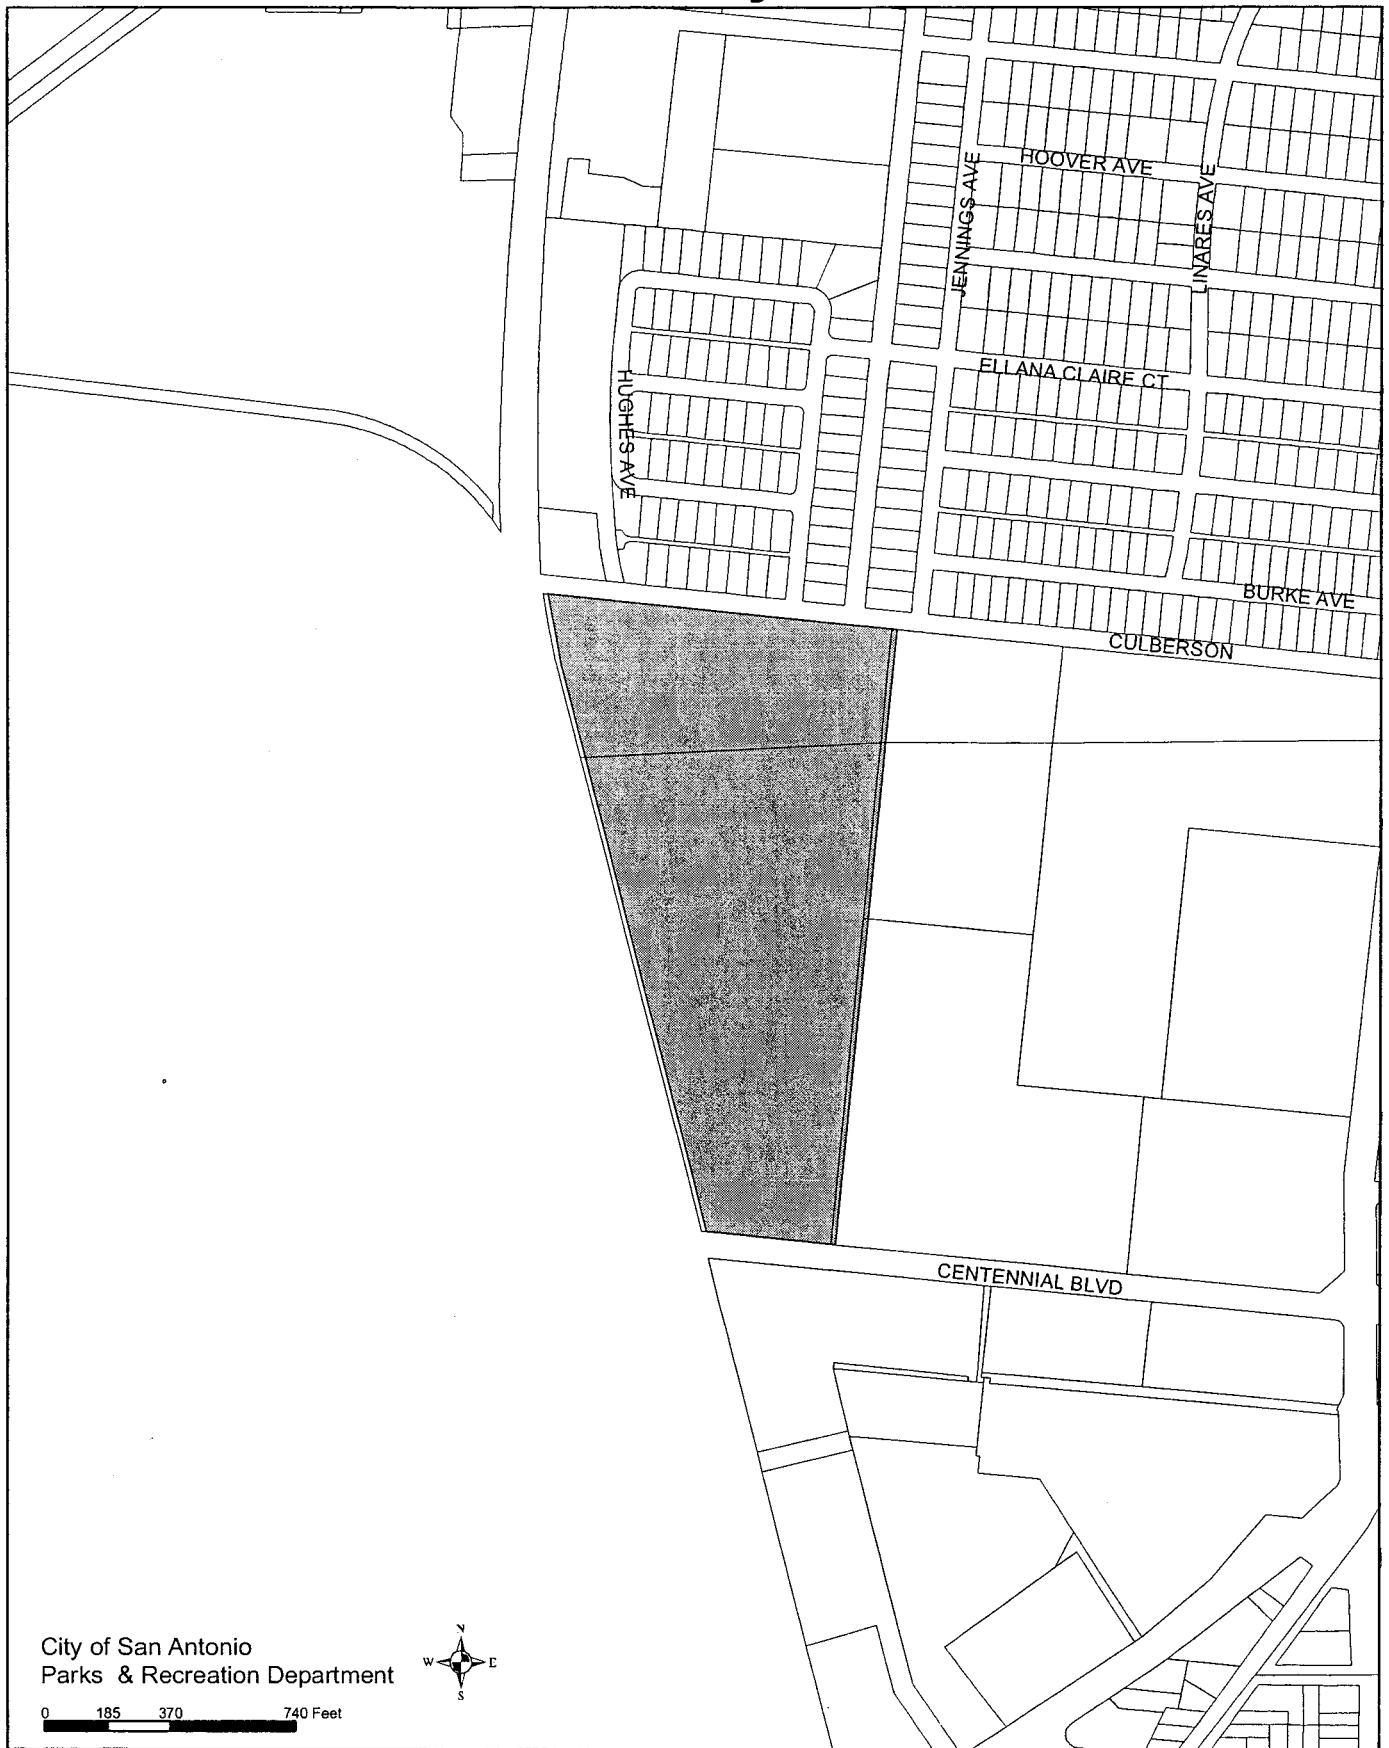 HOOVER AVE
JENNINGS AVE
LINARES AVE
ELLANA CLAIRE CT
HUGHES AVE
BURKE AVE
CULBERSON
CENTENNIAL BLVD
City of San Antonio
Parks & Recreation Department
N
W E
S
0 185 370 740 Feet